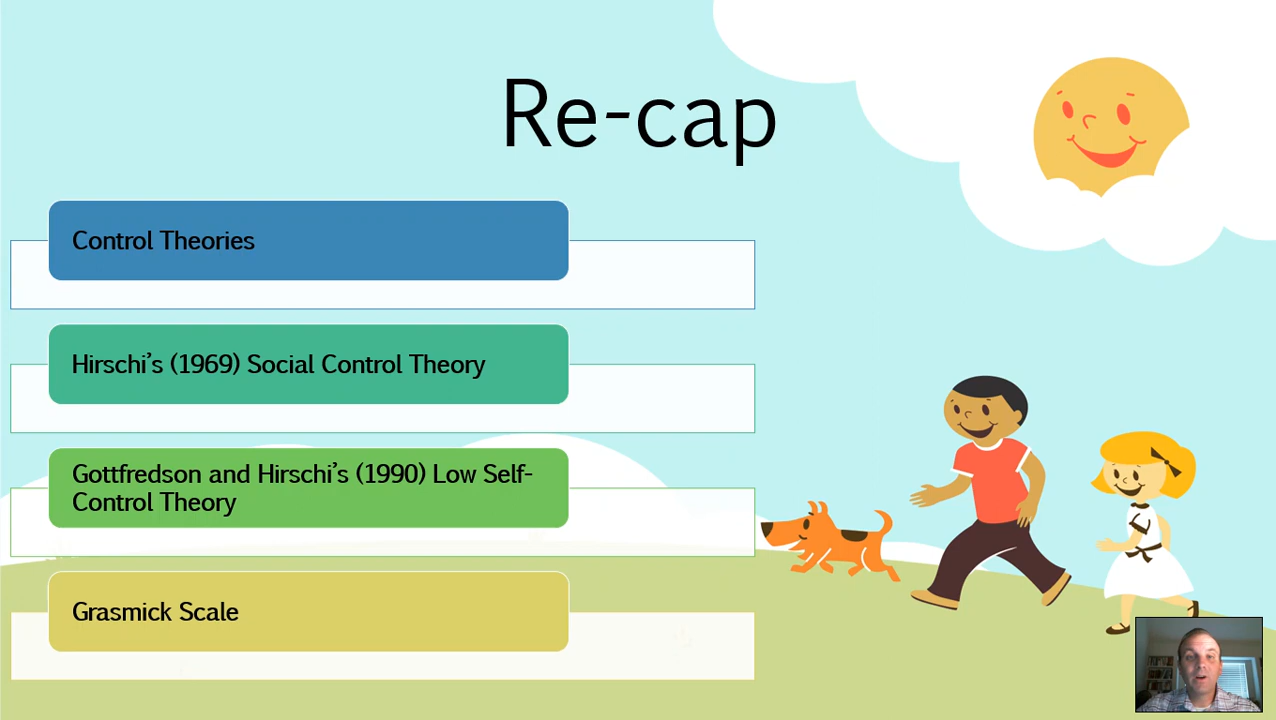 Re-cap
Control Theories
Hirschi’s (1969) Social Control Theory
Gottfredson and Hirschi’s (1990) Low Self-
Control Theory
Grasmick Scale